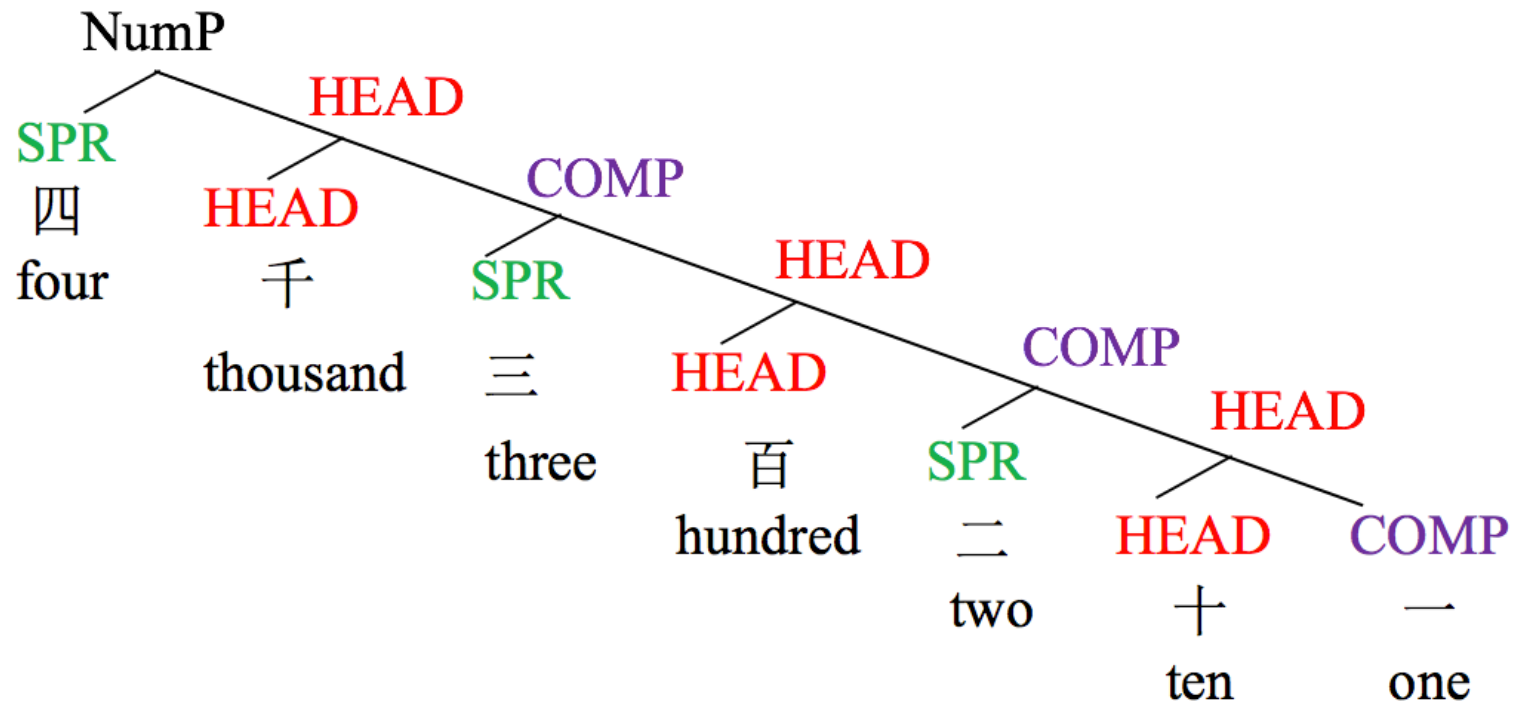 NumP
HEAD
SPR
COMP
四
HEAD
four
千
SPR
HEAD
thousand
三
HEAD
COMP
three
百
SPR
HEAD
hundred
二
HEAD
COMP
two
十
一
ten
one